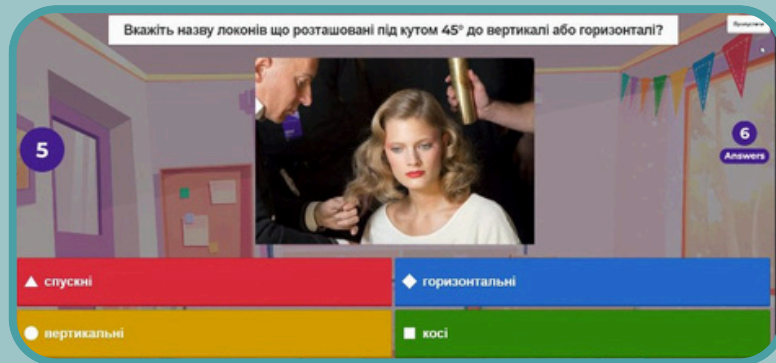 Вкажіть назву локонів що розташовані під кутом 45° до вертикалі або горизонталі?
5
6
Answers
спускні
горизонтальні
вертикальні
косі